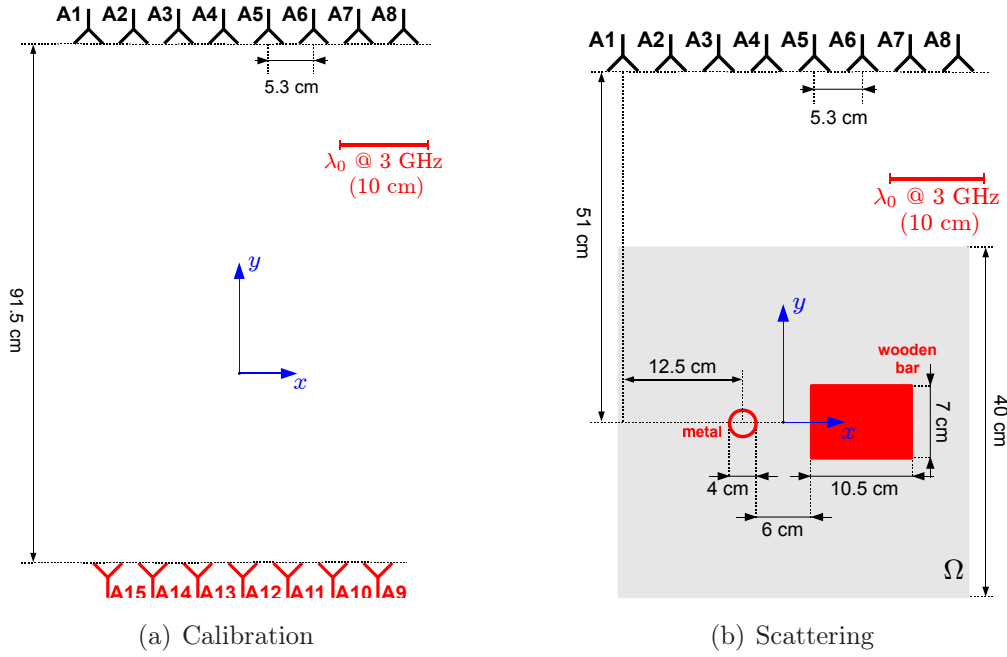 A1 A2 A3 A4 A5 A6 A7 A8
5.3 cm
λ0 @ 3 GHz
(10 cm)
91.5 cm
y
x
A15 A14 A13 A12 A11 A10 A9
(a) Calibration
A1 A2 A3 A4 A5 A6 A7 A8
5.3 cm
λ0 @ 3 GHz
(10 cm)
51 cm
y
wooden
bar
12.5 cm
metal
x
7 cm
40 cm
4 cm
10.5 cm
6 cm
Ω
(b) Scattering